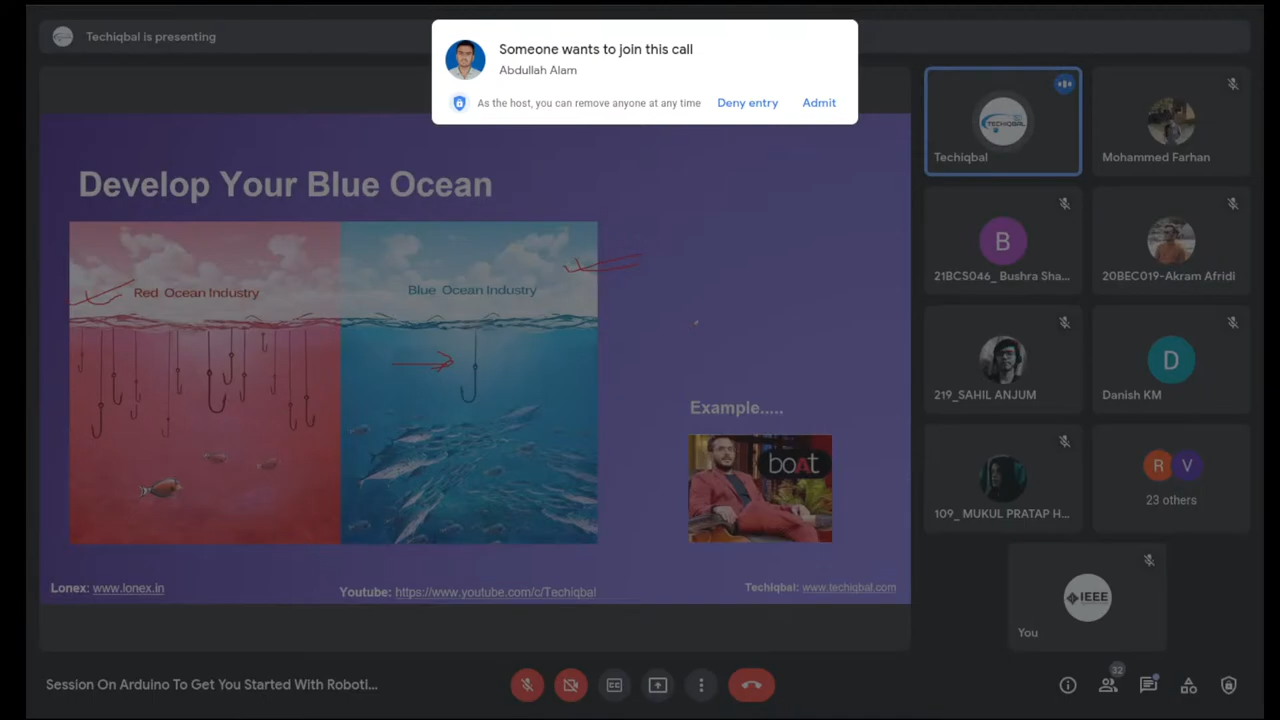 Techiqbal is presenting
Someone wants to join this call
Abdullah Alam
As the host, you can remove anyone at any time
Deny entry
Admit
Develop Your Blue Ocean
Red Ocean Industry
Blue Ocean Industry
Example.....
boAt
Lonex: www.lonex.in
Youtube: https://www.youtube.com/c/Techiqbal
Techiqbal: www.techiqbal.com
TECHIQBAL
Techiqbal
Mohammed Farhan
B
21BCS046_ Bushra Sha...
20BEC019-Akram Afridi
219_SAHIL ANJUM
D
Danish KM
109_ MUKUL PRATAP H...
R
V
23 others
IEEE
You
Session On Arduino To Get You Started With Roboti...
CC
32